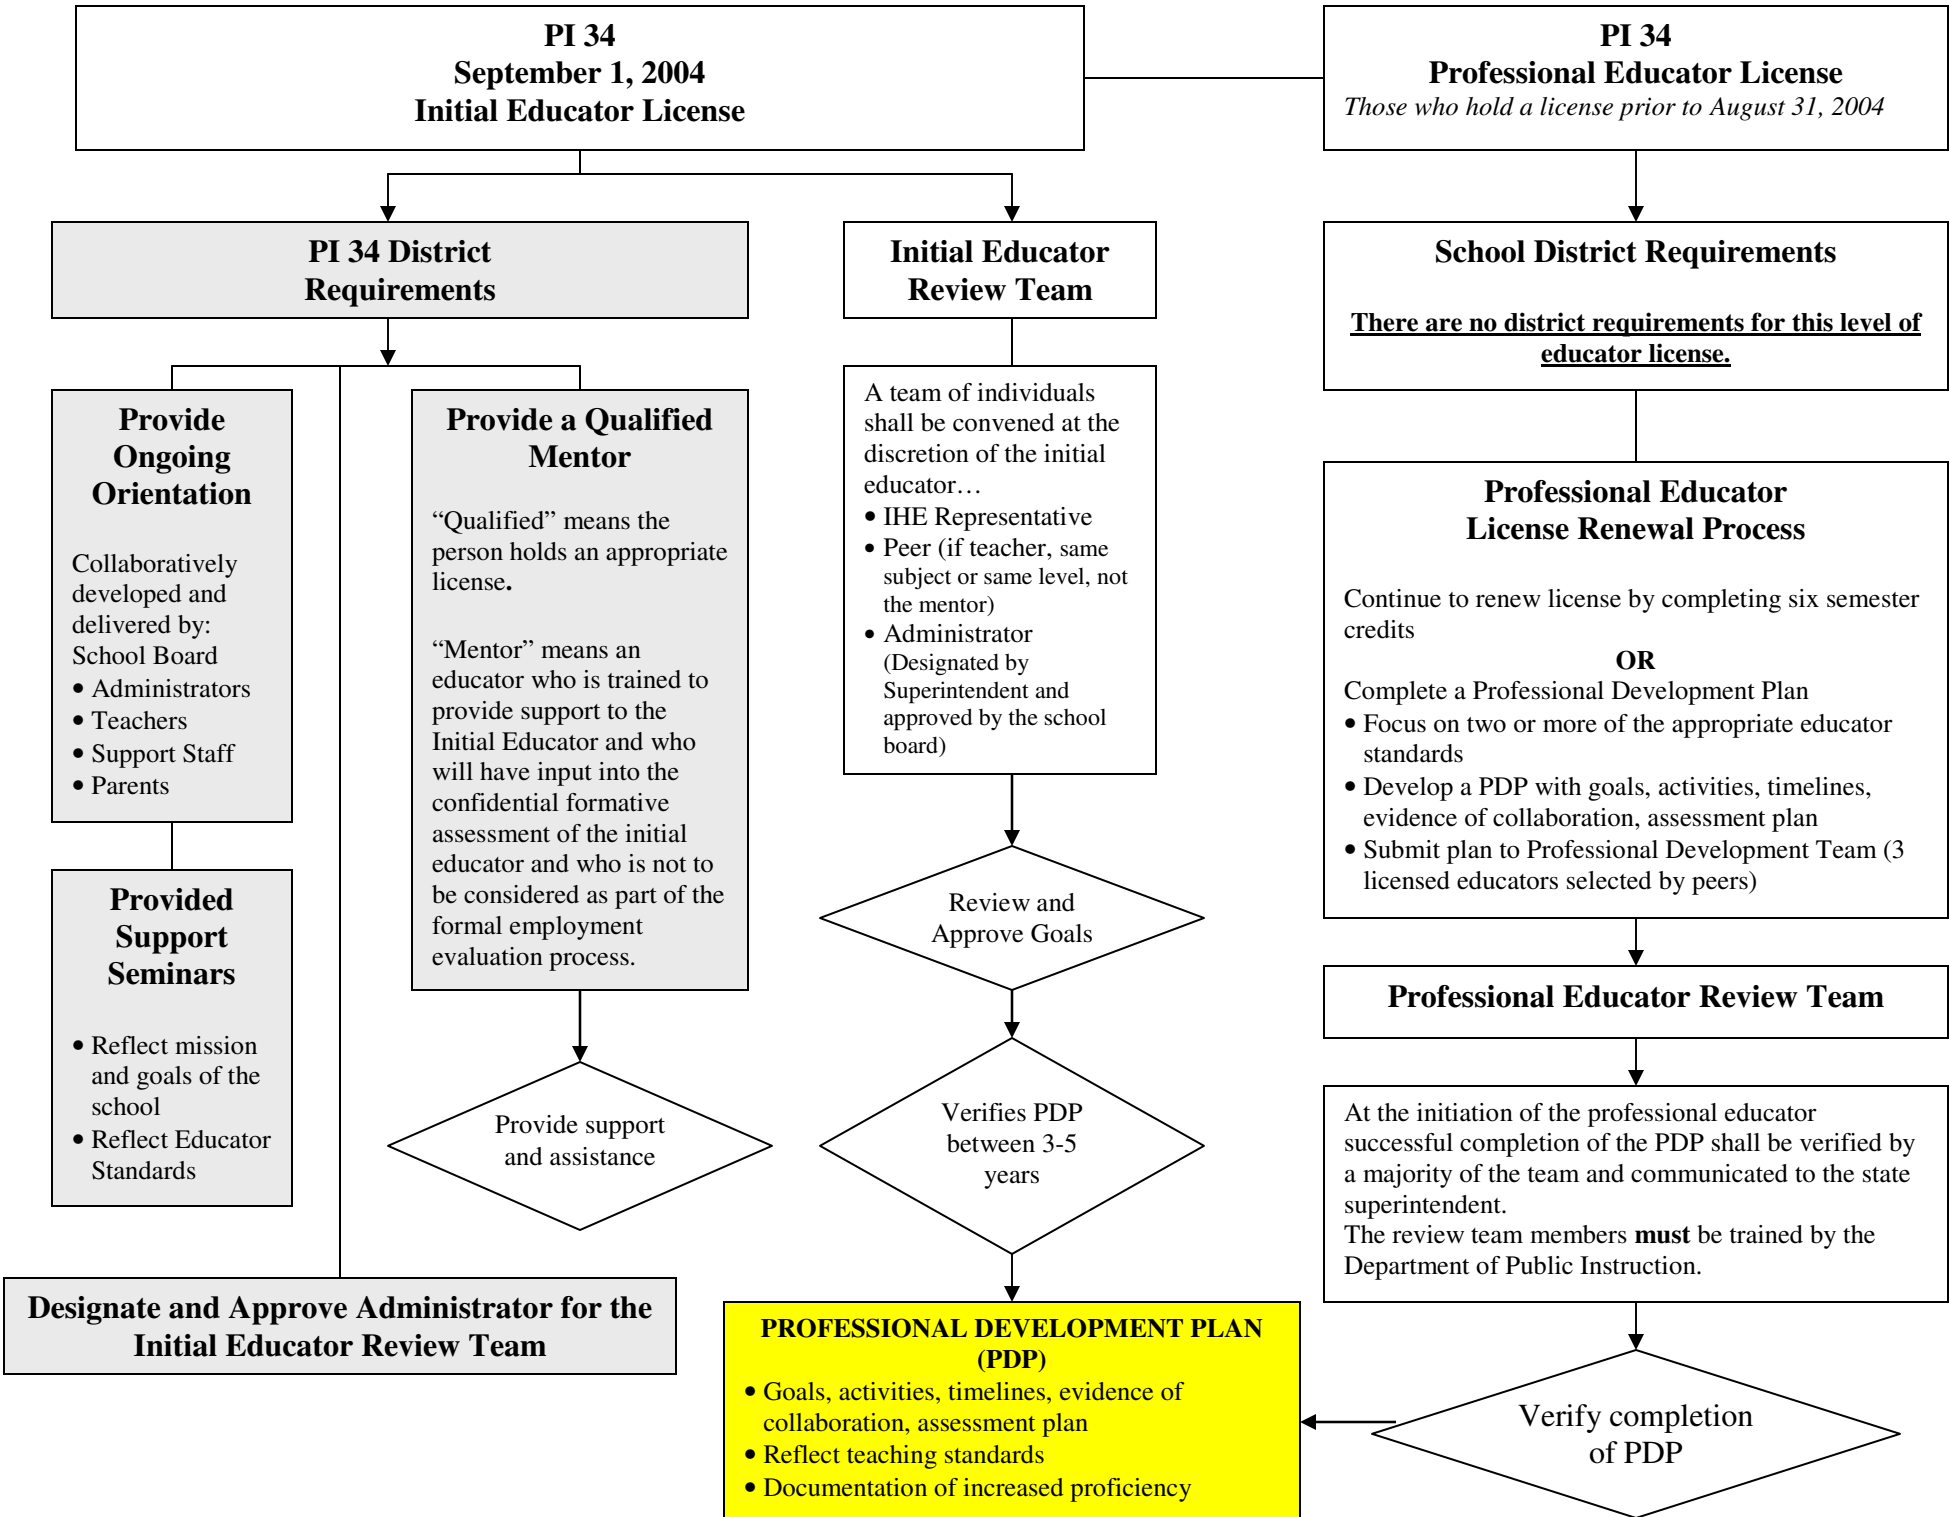 PI 34
September 1, 2004
Initial Educator License
PI 34
Professional Educator License
Those who hold a license prior to August 31, 2004
PI 34 District
Requirements
Initial Educator
Review Team
School District Requirements
There are no district requirements for this level of
educator license.
Provide
Ongoing
Orientation
Collaboratively
developed and
delivered by:
School Board
• Administrators
• Teachers
• Support Staff
• Parents
Provide a Qualified
Mentor
“Qualified” means the
person holds an appropriate
license.
“Mentor” means an
educator who is trained to
provide support to the
Initial Educator and who
will have input into the
confidential formative
assessment of the initial
educator and who is not to
be considered as part of the
formal employment
evaluation process.
A team of individuals
shall be convened at the
discretion of the initial
educator…
• IHE Representative
• Peer (if teacher, same
subject or same level, not
the mentor)
• Administrator
(Designated by
Superintendent and
approved by the school
board)
Professional Educator
License Renewal Process
Continue to renew license by completing six semester
credits
OR
Complete a Professional Development Plan
• Focus on two or more of the appropriate educator
standards
• Develop a PDP with goals, activities, timelines,
evidence of collaboration, assessment plan
• Submit plan to Professional Development Team (3
licensed educators selected by peers)
Provided
Support
Seminars
• Reflect mission
and goals of the
school
• Reflect Educator
Standards
Review and
Approve Goals
Professional Educator Review Team
Provide support
and assistance
Verifies PDP
between 3-5
years
At the initiation of the professional educator
successful completion of the PDP shall be verified by
a majority of the team and communicated to the state
superintendent.
The review team members must be trained by the
Department of Public Instruction.
Designate and Approve Administrator for the
Initial Educator Review Team
PROFESSIONAL DEVELOPMENT PLAN
(PDP)
• Goals, activities, timelines, evidence of
collaboration, assessment plan
• Reflect teaching standards
• Documentation of increased proficiency
Verify completion
of PDP